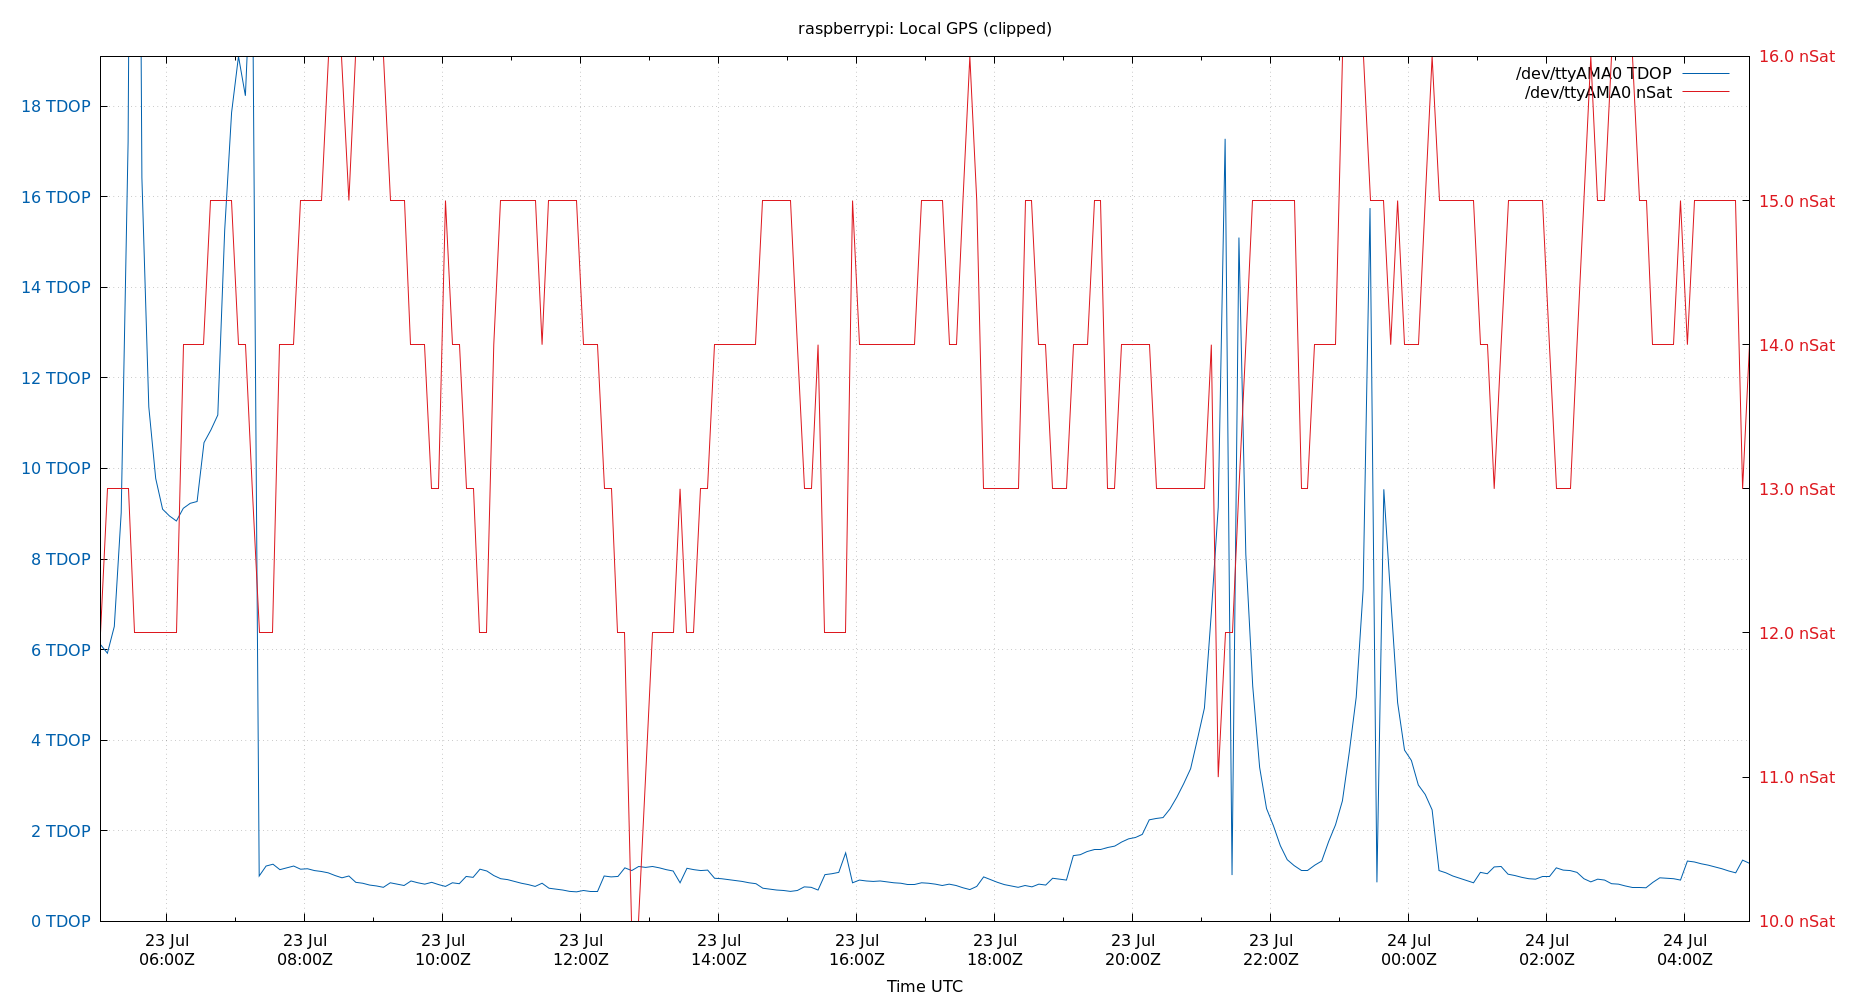 raspberrypi: Local GPS (clipped)
/dev/ttyAMA0 TDOP
/dev/ttyAMA0 nSat
18 TDOP
16 TDOP
14 TDOP
12 TDOP
10 TDOP
8 TDOP
6 TDOP
4 TDOP
2 TDOP
0 TDOP
16.0 nSat
15.0 nSat
14.0 nSat
13.0 nSat
12.0 nSat
11.0 nSat
10.0 nSat
23 Jul
06:00Z
23 Jul
08:00Z
23 Jul
10:00Z
23 Jul
12:00Z
23 Jul
14:00Z
23 Jul
16:00Z
23 Jul
18:00Z
23 Jul
20:00Z
23 Jul
22:00Z
24 Jul
00:00Z
24 Jul
02:00Z
24 Jul
04:00Z
Time UTC